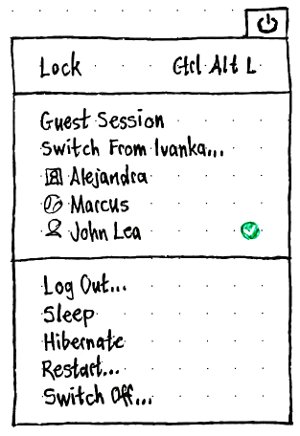 Lock Ctrl Alt L
Guest Session
Switch From Ivanka...
Alejandra
Marcus
John Lea
Log Out...
Sleep
Hibernate
Restart...
Switch Off...